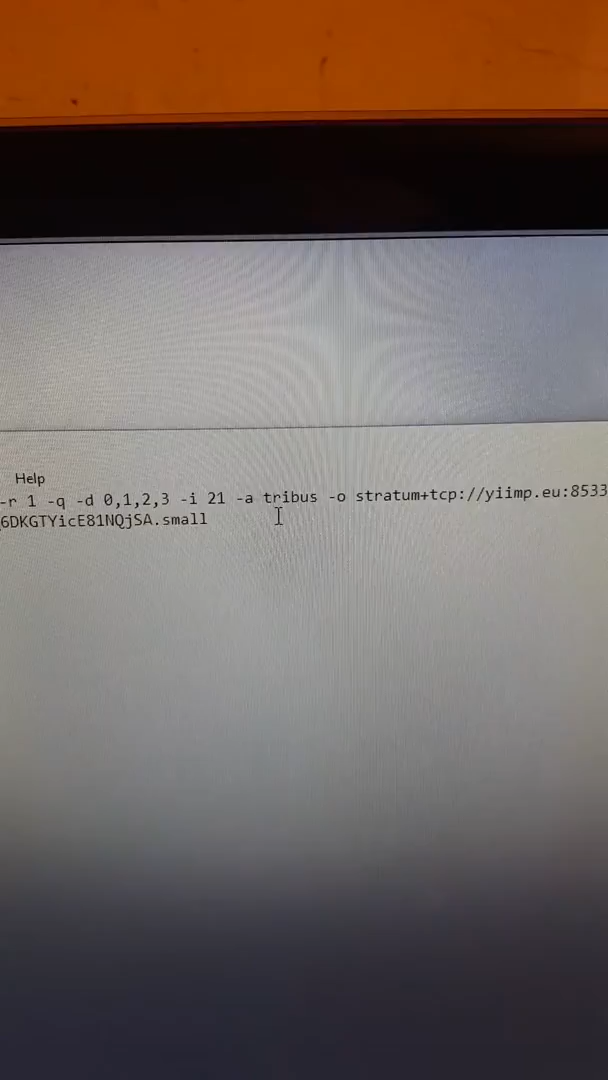 Help
-r 1 -q -d 0,1,2,3 -i 21 -a tribus -o stratum+tcp://yiimp.eu:8533
6DKGTYicE81NQjSA.small